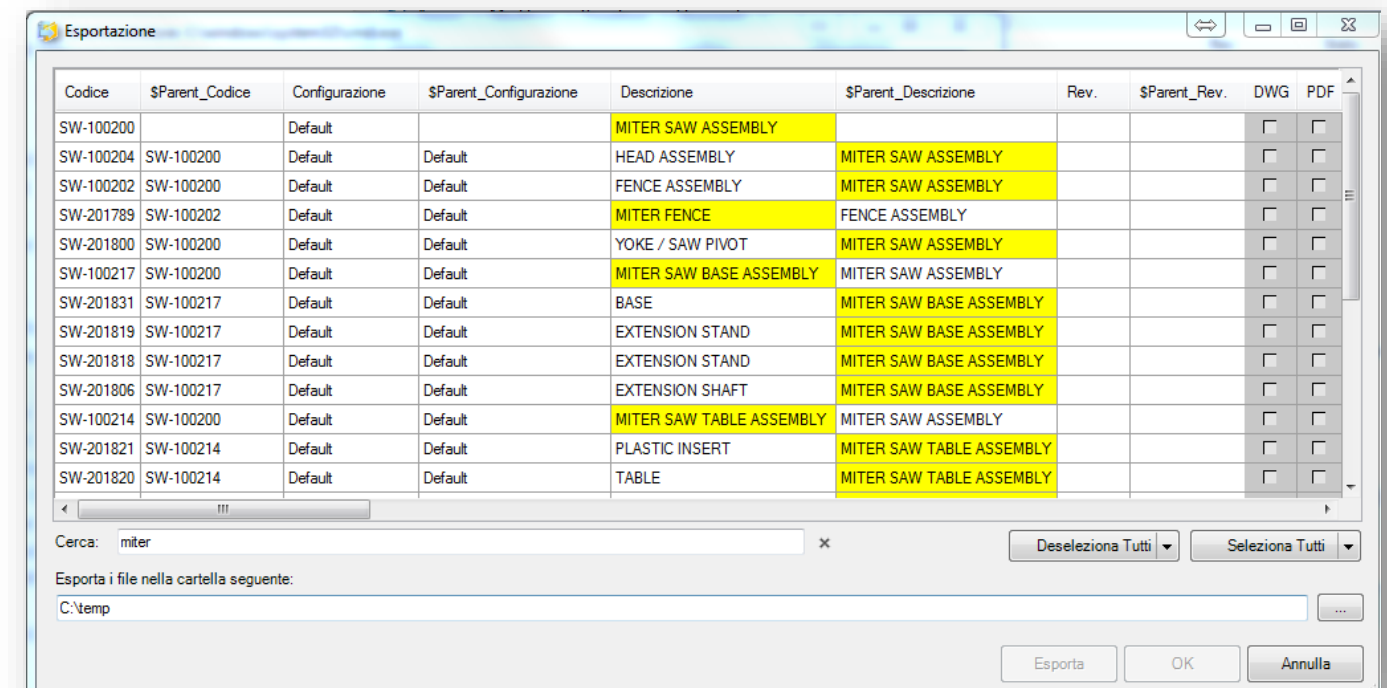 Esportazione
Codice $Parent_Codice Configurazione $Parent_Configurazione Descrizione $Parent_Descrizione Rev. $Parent_Rev. DWG PDF
SW-100200 Default MITER SAW ASSEMBLY
SW-100204 SW-100200 Default Default HEAD ASSEMBLY MITER SAW ASSEMBLY
SW-100202 SW-100200 Default Default FENCE ASSEMBLY MITER SAW ASSEMBLY
SW-201789 SW-100202 Default Default MITER FENCE FENCE ASSEMBLY
SW-201800 SW-100200 Default Default YOKE / SAW PIVOT MITER SAW ASSEMBLY
SW-100217 SW-100200 Default Default MITER SAW BASE ASSEMBLY MITER SAW ASSEMBLY
SW-201831 SW-100217 Default Default BASE MITER SAW BASE ASSEMBLY
SW-201819 SW-100217 Default Default EXTENSION STAND MITER SAW BASE ASSEMBLY
SW-201818 SW-100217 Default Default EXTENSION STAND MITER SAW BASE ASSEMBLY
SW-201806 SW-100217 Default Default EXTENSION SHAFT MITER SAW BASE ASSEMBLY
SW-100214 SW-100200 Default Default MITER SAW TABLE ASSEMBLY MITER SAW ASSEMBLY
SW-201821 SW-100214 Default Default PLASTIC INSERT MITER SAW TABLE ASSEMBLY
SW-201820 SW-100214 Default Default TABLE MITER SAW TABLE ASSEMBLY
Cerca: miter Deseleziona Tutti Seleziona Tutti
Esporta i file nella cartella seguente:
C:\temp ...
Esporta OK Annulla